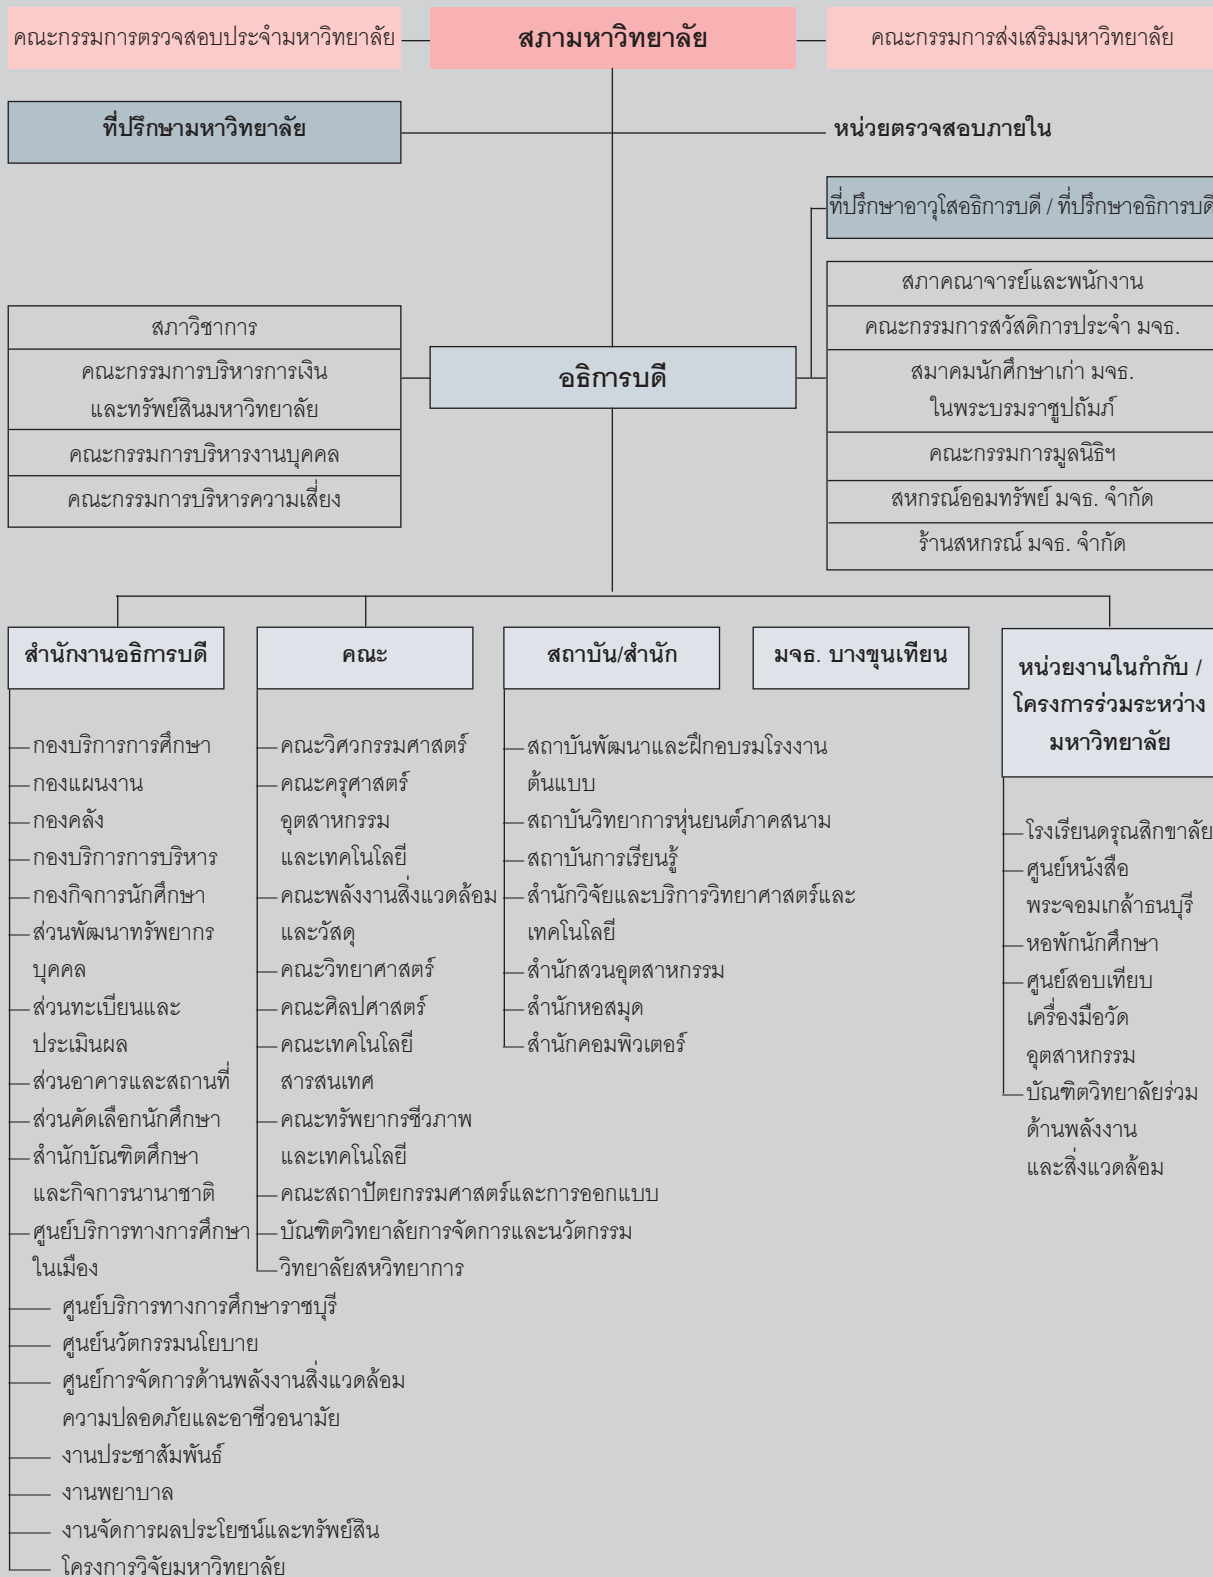 คณะกรรมการตรวจสอบประจำมหาวิทยาลัย
สภามหาวิทยาลัย
คณะกรรมการส่งเสริมมหาวิทยาลัย
ที่ปรึกษามหาวิทยาลัย
หน่วยตรวจสอบภายใน
ที่ปรึกษาอาวุโสอธิการบดี / ที่ปรึกษาอธิการบดี
สภาวิชาการ
คณะกรรมการบริหารการเงิน
และทรัพย์สินมหาวิทยาลัย
คณะกรรมการบริหารงานบุคคล
คณะกรรมการบริหารความเสี่ยง
อธิการบดี
สภาคณาจารย์และพนักงาน
คณะกรรมการสวัสดิการประจำ มจธ.
สมาคมนักศึกษาเก่า มจธ.
ในพระบรมราชูปถัมภ์
คณะกรรมการมูลนิธิฯ
สหกรณ์ออมทรัพย์ มจธ. จำกัด
ร้านสหกรณ์ มจธ. จำกัด
สำนักงานอธิการบดี
กองบริการการศึกษา
กองแผนงาน
กองคลัง
กองบริการการบริหาร
กองกิจการนักศึกษา
ส่วนพัฒนาทรัพยากร
บุคคล
ส่วนทะเบียนและ
ประเมินผล
ส่วนอาคารและสถานที่
ส่วนคัดเลือกนักศึกษา
สำนักบัณฑิตศึกษา
และกิจการนานาชาติ
ศูนย์บริการทางการศึกษา
ในเมือง
ศูนย์บริการทางการศึกษาราชบุรี
ศูนย์นวัตกรรมนโยบาย
ศูนย์การจัดการด้านพลังงานสิ่งแวดล้อม
ความปลอดภัยและอาชีวอนามัย
งานประชาสัมพันธ์
งานพยาบาล
งานจัดการผลประโยชน์และทรัพย์สิน
โครงการวิจัยมหาวิทยาลัย
คณะ
คณะวิศวกรรมศาสตร์
คณะครุศาสตร์
อุตสาหกรรม
และเทคโนโลยี
คณะพลังงานสิ่งแวดล้อม
และวัสดุ
คณะวิทยาศาสตร์
คณะศิลปศาสตร์
คณะเทคโนโลยี
สารสนเทศ
คณะทรัพยากรชีวภาพ
และเทคโนโลยี
คณะสถาปัตยกรรมศาสตร์และการออกแบบ
บัณฑิตวิทยาลัยการจัดการและนวัตกรรม
วิทยาลัยสหวิทยาการ
สถาบัน/สำนัก
สถาบันพัฒนาและฝึกอบรมโรงงาน
ต้นแบบ
สถาบันวิทยาการหุ่นยนต์ภาคสนาม
สถาบันการเรียนรู้
สำนักวิจัยและบริการวิทยาศาสตร์และ
เทคโนโลยี
สำนักสวนอุตสาหกรรม
สำนักหอสมุด
สำนักคอมพิวเตอร์
มจธ. บางขุนเทียน
หน่วยงานในกำกับ /
โครงการร่วมระหว่าง
มหาวิทยาลัย
โรงเรียนดรุณสิกขาลัย
ศูนย์หนังสือ
พระจอมเกล้าธนบุรี
หอพักนักศึกษา
ศูนย์สอบเทียบ
เครื่องมือวัด
อุตสาหกรรม
บัณฑิตวิทยาลัยร่วม
ด้านพลังงาน
และสิ่งแวดล้อม